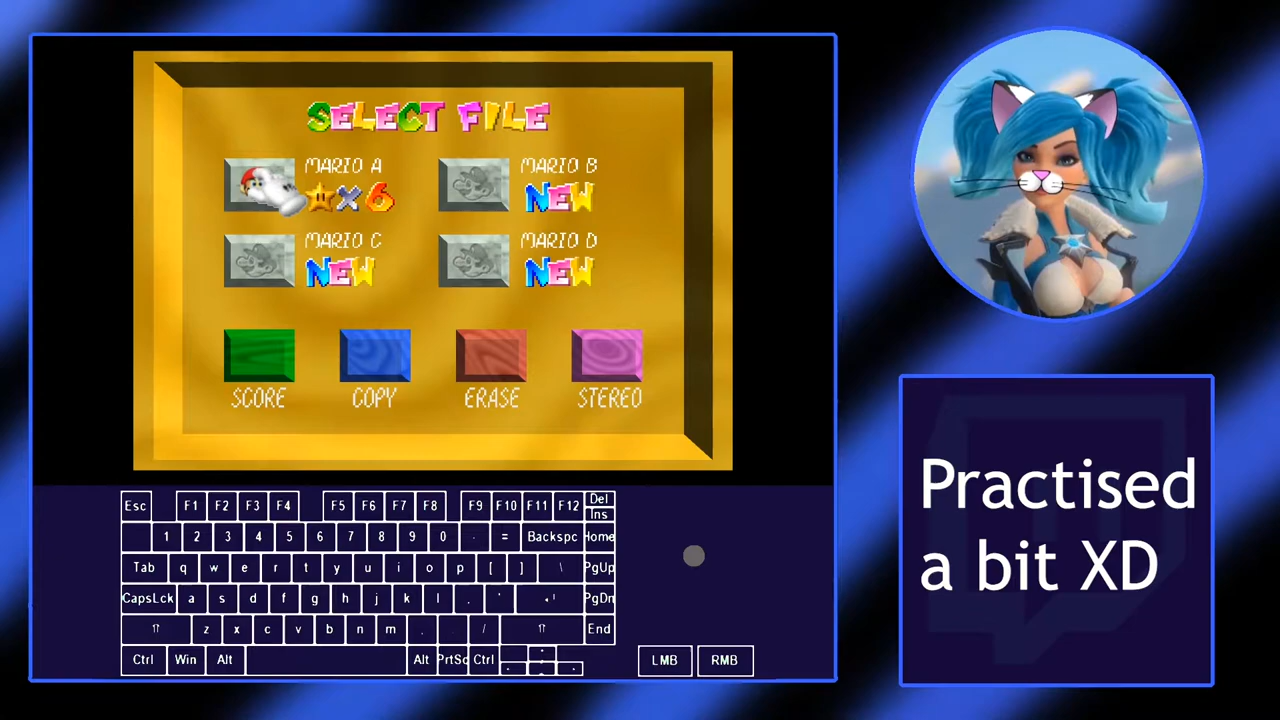 SELECT FILE
MARIO A
MARIO B
×6
NEW
MARIO C
MARIO D
NEW
NEW
SCORE
COPY
ERASE
STEREO
Esc F1 F2 F3 F4 F5 F6 F7 F8 F9 F10 F11 F12 Del
Ins
1 2 3 4 5 6 7 8 9 0 - = Backspc Home
Tab q w e r t y u i o p [ ] \ PgUp
CapsLck a s d f g h j k l ' PgDn
⇧ z x c v b n m . / ⇧ End
Ctrl Win Alt Alt PrtSc Ctrl
LMB RMB
Practised
a bit XD